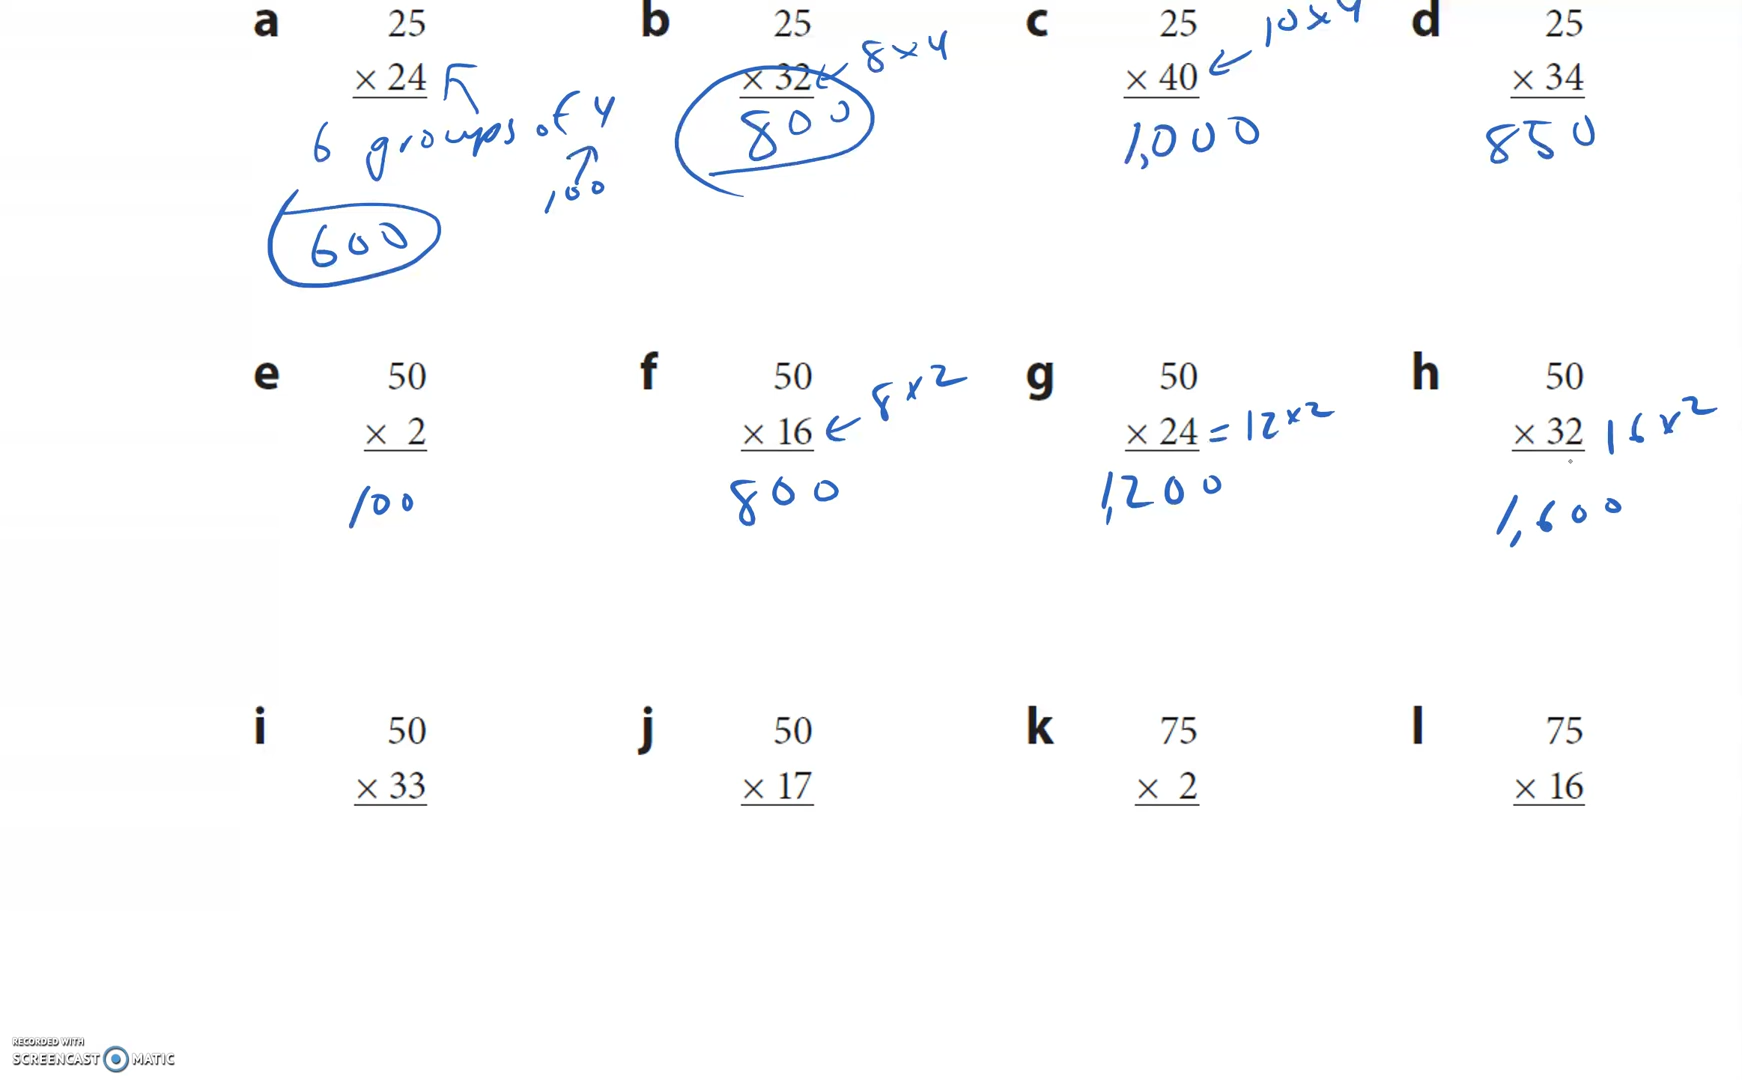 a 25 b 25 c 25 10 x 4 d 25
× 24 × 32 8 x 4 × 40 × 34
6 groups of 4 800 1,000 850
100
600
e 50 f 50 8 x 2 g 50 h 50
× 2 × 16 × 24 = 12 x 2 × 32 16 x 2
100 800 1,200 1,600
i 50 j 50 k 75 l 75
× 33 × 17 × 2 × 16
RECORDED WITH
SCREENCAST MATIC